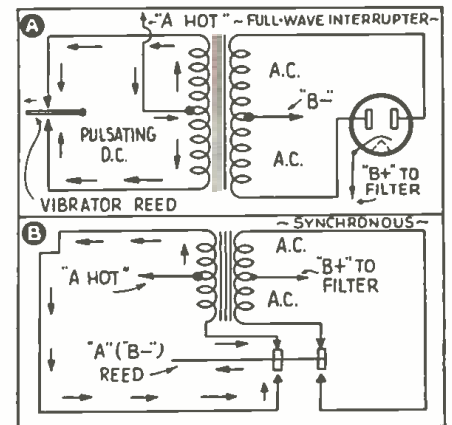 A
"A HOT"
~FULL-WAVE INTERRUPTER~
A.C.
"B-"
PULSATING
D.C.
A.C.
"B+" TO
FILTER
VIBRATOR REED
B
~SYNCHRONOUS~
A.C.
"A HOT"
"B+" TO
FILTER
A.C.
"A" ("B-")
REED